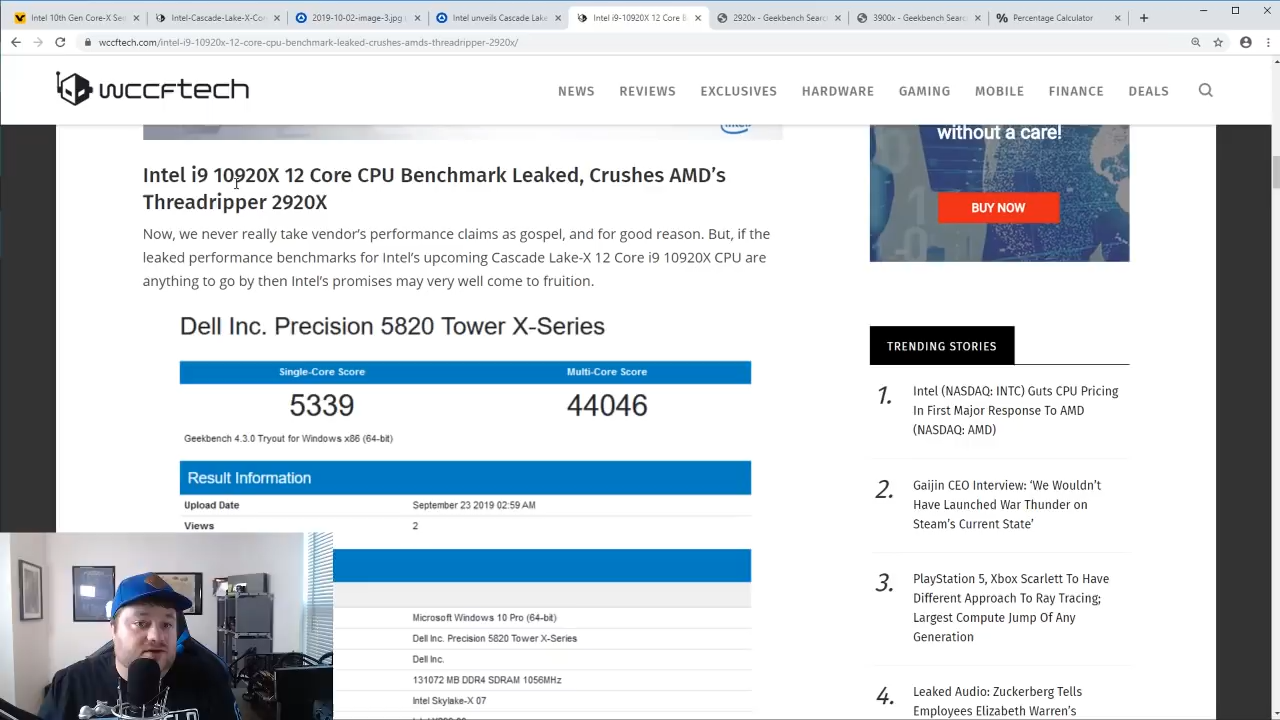 Intel 10th Gen Core-X Se
Intel-Cascade-Lake-X-Co
2019-10-02-image-3.jpg
Intel unveils Cascade Lake
Intel i9-10920X 12 Core B
2920x - Geekbench Search
3900x - Geekbench Search
Percentage Calculator
wccftech.com/intel-i9-10920x-12-core-cpu-benchmark-leaked-crushes-amds-threadripper-2920x/
wccftech
NEWS REVIEWS EXCLUSIVES HARDWARE GAMING MOBILE FINANCE DEALS
intel
without a care!
BUY NOW
Intel i9 10920X 12 Core CPU Benchmark Leaked, Crushes AMD's
Threadripper 2920X
Now, we never really take vendor's performance claims as gospel, and for good reason. But, if the
leaked performance benchmarks for Intel's upcoming Cascade Lake-X 12 Core i9 10920X CPU are
anything to go by then Intel's promises may very well come to fruition.
Dell Inc. Precision 5820 Tower X-Series
Single-Core Score Multi-Core Score
5339 44046
Geekbench 4.3.0 Tryout for Windows x86 (64-bit)
Result Information
Upload Date September 23 2019 02:59 AM
Views 2
Microsoft Windows 10 Pro (64-bit)
Dell Inc. Precision 5820 Tower X-Series
Dell Inc.
131072 MB DDR4 SDRAM 1056MHz
Intel Skylake-X 07
TRENDING STORIES
1. Intel (NASDAQ: INTC) Guts CPU Pricing
In First Major Response To AMD
(NASDAQ: AMD)
2. Gaijin CEO Interview: 'We Wouldn't
Have Launched War Thunder on
Steam's Current State'
3. PlayStation 5, Xbox Scarlett To Have
Different Approach To Ray Tracing;
Largest Compute Jump Of Any
Generation
4. Leaked Audio: Zuckerberg Tells
Employees Elizabeth Warren's